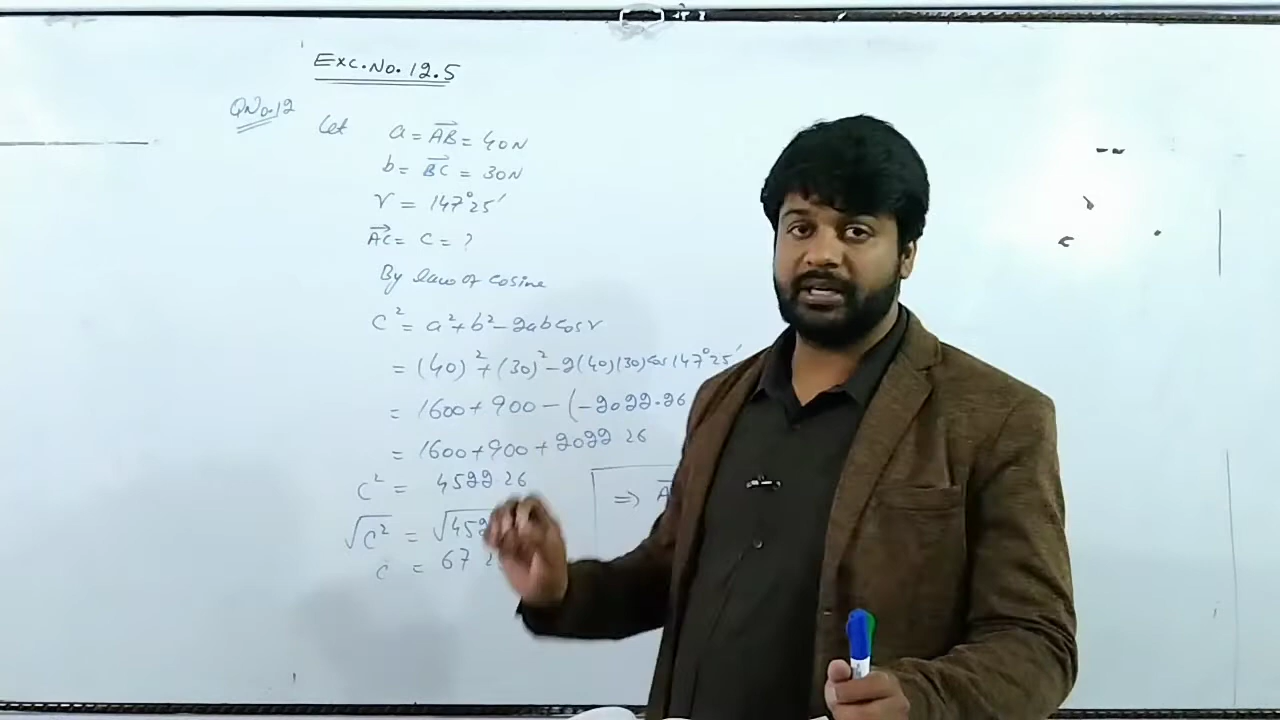 Exc.No.12.5
QNo.12
Let a = AB = 40N
b = BC = 30N
γ = 147°25′
AC = c = ?
By law of cosine
c² = a² + b² - 2ab cos γ
= (40)² + (30)² - 2(40)(30) cos 147°25′
= 1600 + 900 - (-2022.26
= 1600 + 900 + 2022.26
c² = 4522.26
⇒
√c² =
c = 67